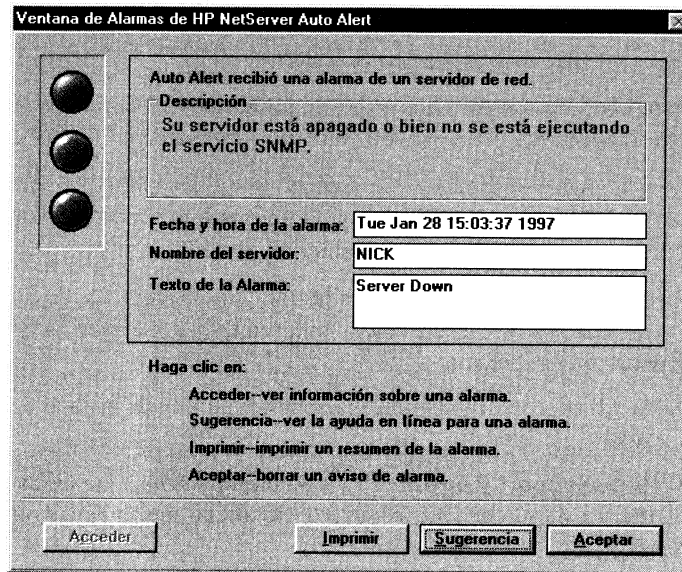 Ventana de Alarmas de HP NetServer Auto Alert
Auto Alert recibió una alarma de un servidor de red.
Descripción
Su servidor está apagado o bien no se está ejecutando
el servicio SNMP.
Fecha y hora de la alarma: Tue Jan 28 15:03:37 1997
Nombre del servidor: NICK
Texto de la Alarma: Server Down
Haga clic en:
Acceder--ver información sobre una alarma.
Sugerencia--ver la ayuda en línea para una alarma.
Imprimir--imprimir un resumen de la alarma.
Aceptar--borrar un aviso de alarma.
Acceder Imprimir Sugerencia Aceptar